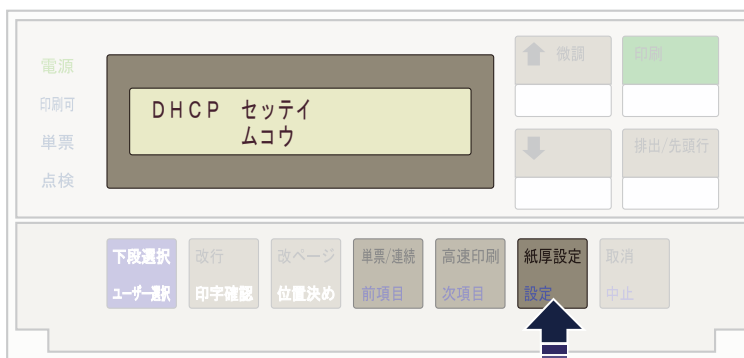 電源
印刷可
単票
点検
DHCP セッテイ
ムコウ
微調
印刷
排出/先頭行
下段選択
ユーザー選択
改行
印字確認
改ページ
位置決め
単票/連続
前項目
高速印刷
次項目
紙厚設定
設定
取消
中止